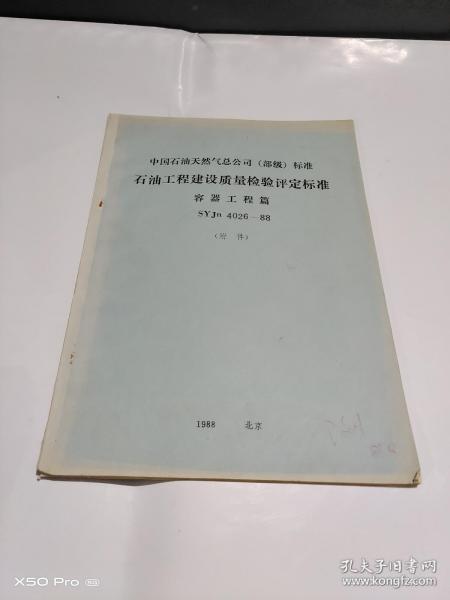 中国石油天然气总公司（部级）标准
石油工程建设质量检验评定标准
容器工程篇
SYJn 4026—88
（附件）
1988 北京
X50 Pro 5G
孔夫子旧书网
www.kongfz.com